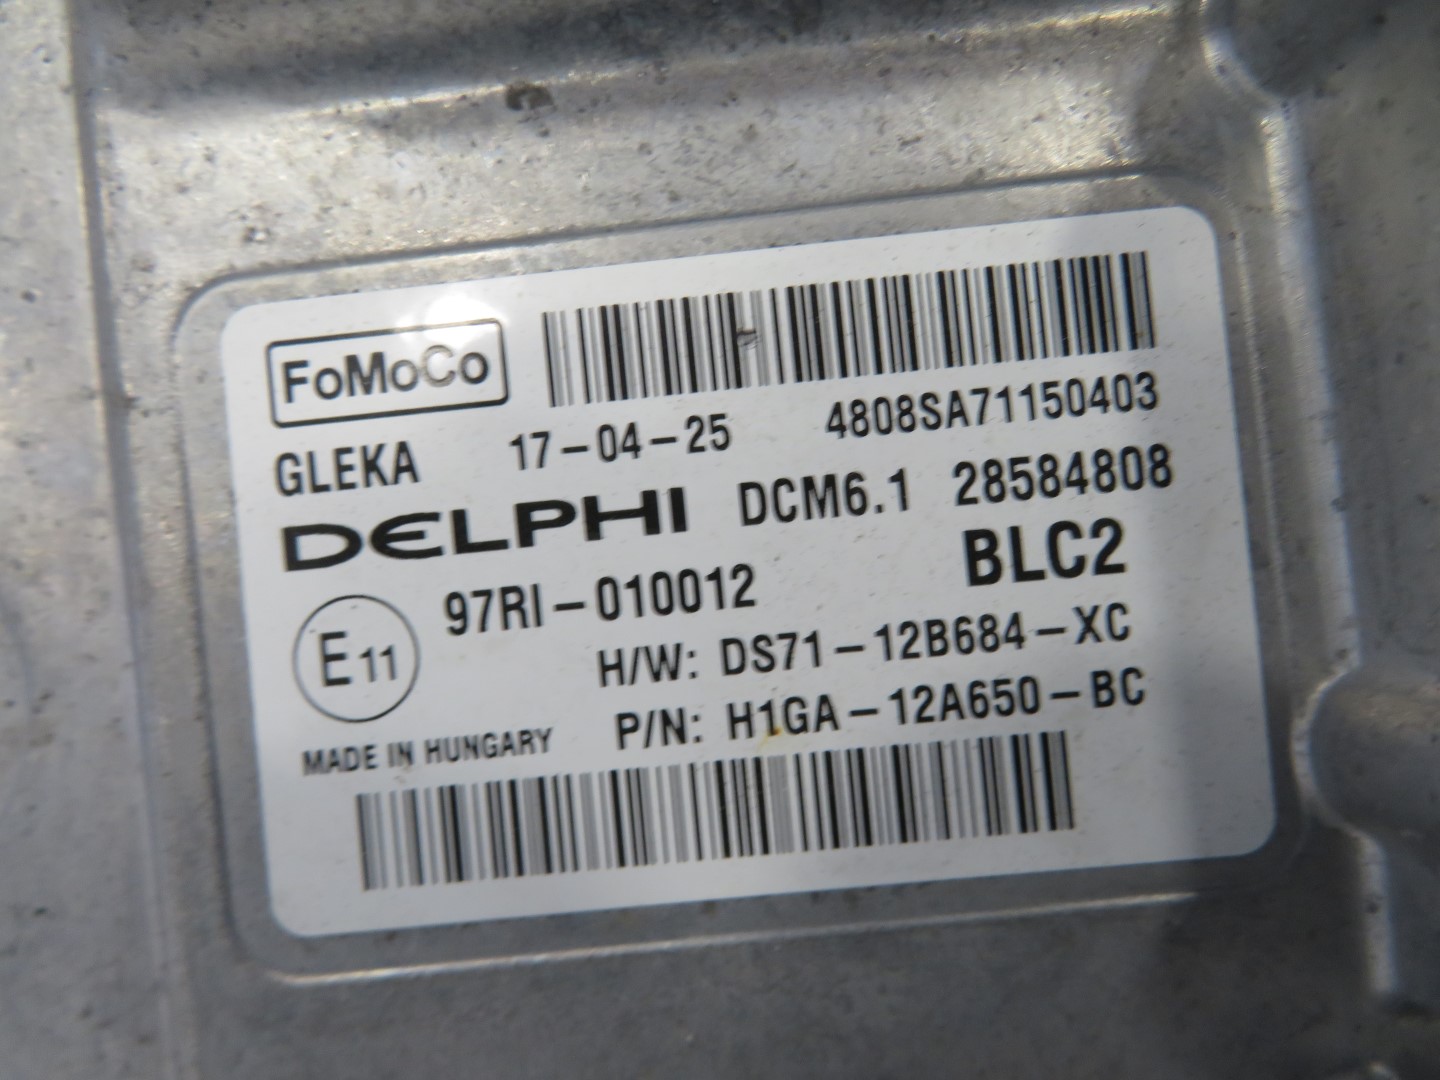 FoMoCo
GLEKA 17-04-25 4808SA71150403
DELPHI DCM6.1 28584808
97RI-010012 BLC2
E11
H/W: DS71-12B684-XC
P/N: H1GA-12A650-BC
MADE IN HUNGARY